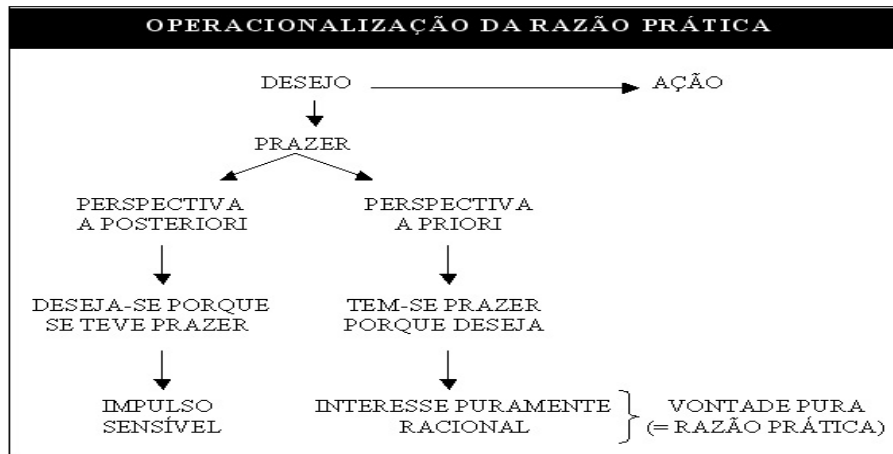 OPERACIONALIZAÇÃO DA RAZÃO PRÁTICA
DESEJO
AÇÃO
PRAZER
PERSPECTIVA
A POSTERIORI
PERSPECTIVA
A PRIORI
DESEJA-SE PORQUE
SE TEVE PRAZER
TEM-SE PRAZER
PORQUE DESEJA
IMPULSO
SENSÍVEL
INTERESSE PURAMENTE
RACIONAL
VONTADE PURA
(= RAZÃO PRÁTICA)